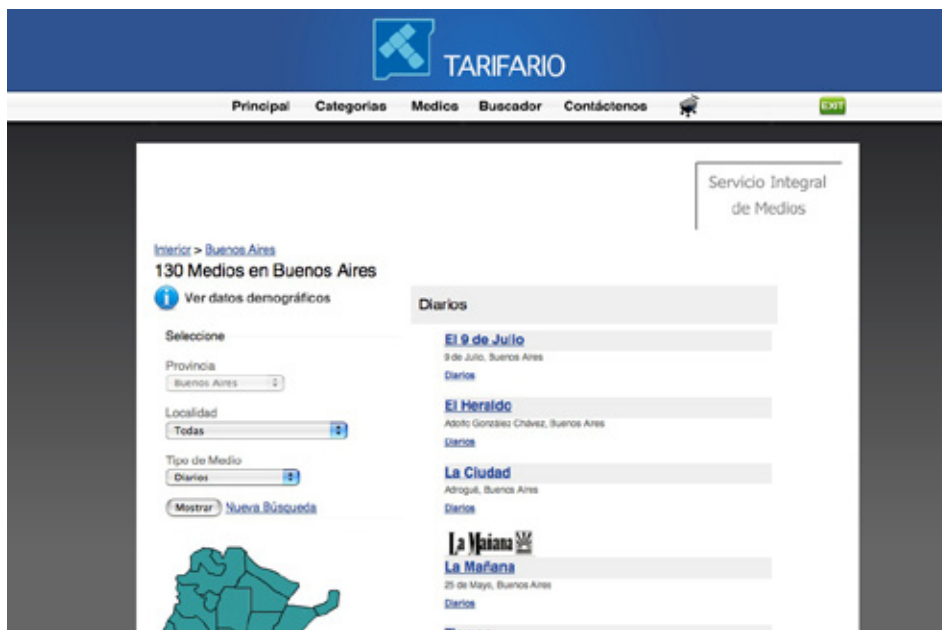 TARIFARIO
Principal Categorias Medios Buscador Contáctenos EXIT
Servicio Integral
de Medios
Interior > Buenos Aires
130 Medios en Buenos Aires
Ver datos demográficos
Seleccione
Provincia
Buenos Aires
Localidad
Todas
Tipo de Medio
Diarios
Mostrar Nueva Búsqueda
Diarios
El 9 de Julio
9 de Julio, Buenos Aires
Diarios
El Heraldo
Adolfo González Chávez, Buenos Aires
Diarios
La Ciudad
Adrogué, Buenos Aires
Diarios
La Mañana
La Mañana
25 de Mayo, Buenos Aires
Diarios